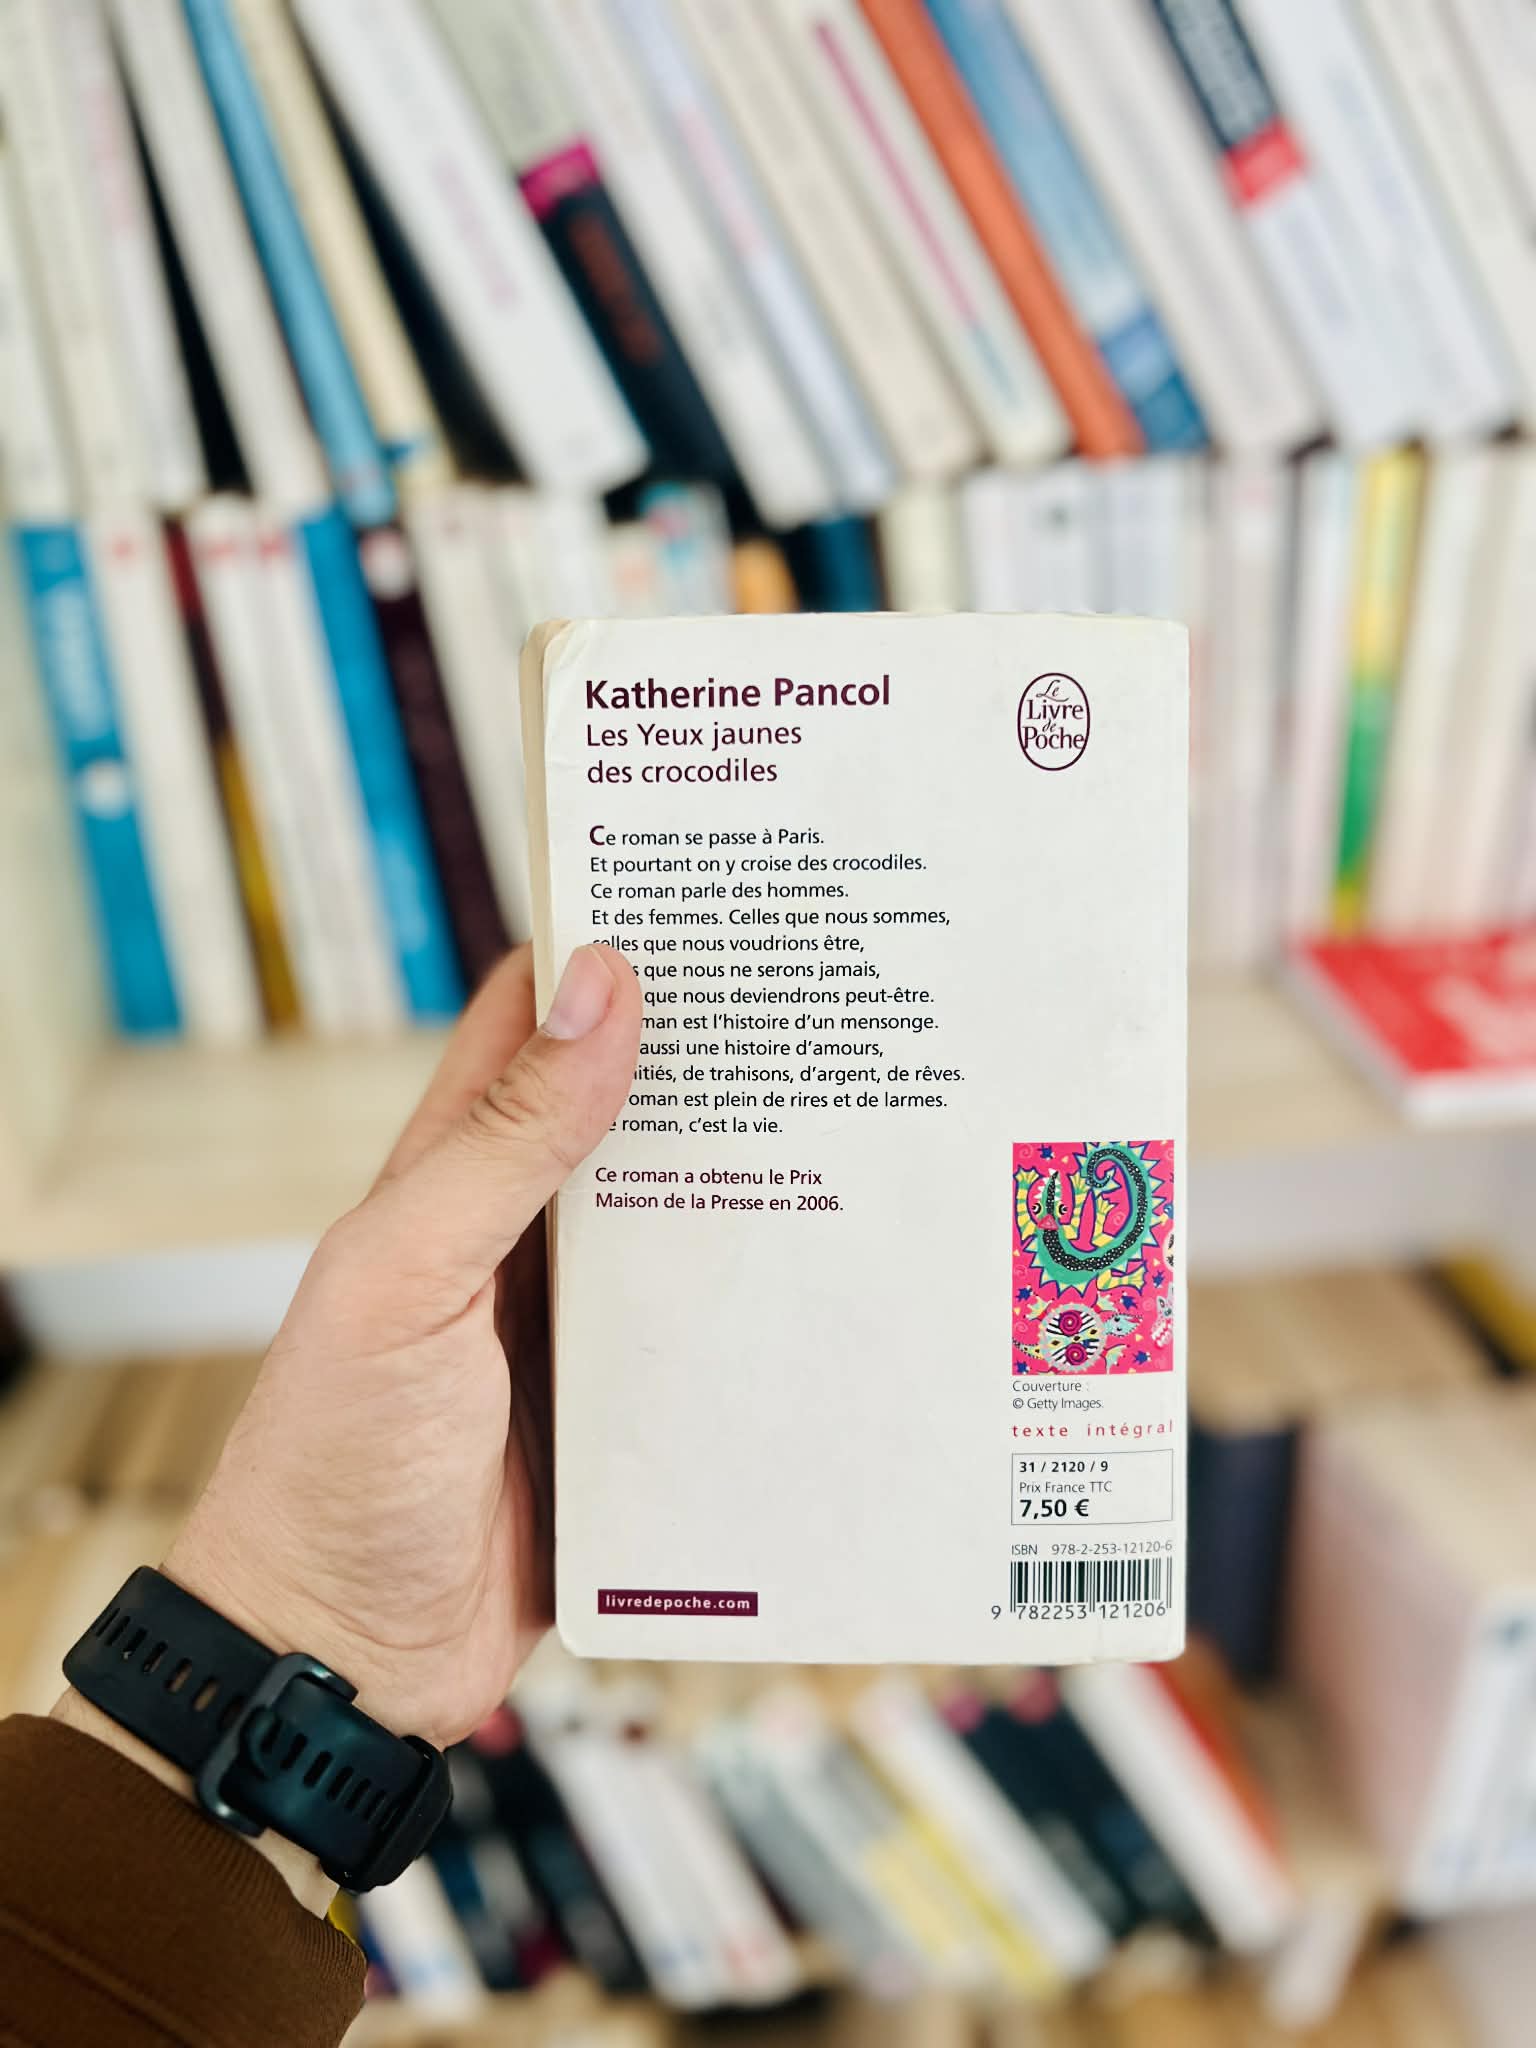 Katherine Pancol
Les Yeux jaunes
des crocodiles
Le
Livre
de
Poche
Ce roman se passe à Paris.
Et pourtant on y croise des crocodiles.
Ce roman parle des hommes.
Et des femmes. Celles que nous sommes,
celles que nous voudrions être,
que nous ne serons jamais,
que nous deviendrons peut-être.
est l'histoire d'un mensonge.
aussi une histoire d'amours,
de trahisons, d'argent, de rêves.
roman est plein de rires et de larmes.
roman, c'est la vie.
Ce roman a obtenu le Prix
Maison de la Presse en 2006.
Couverture :
© Getty Images.
texte intégral
31 / 2120 / 9
Prix France TTC
7,50 €
ISBN 978-2-253-12120-6
9 782253 121206
livredepoche.com